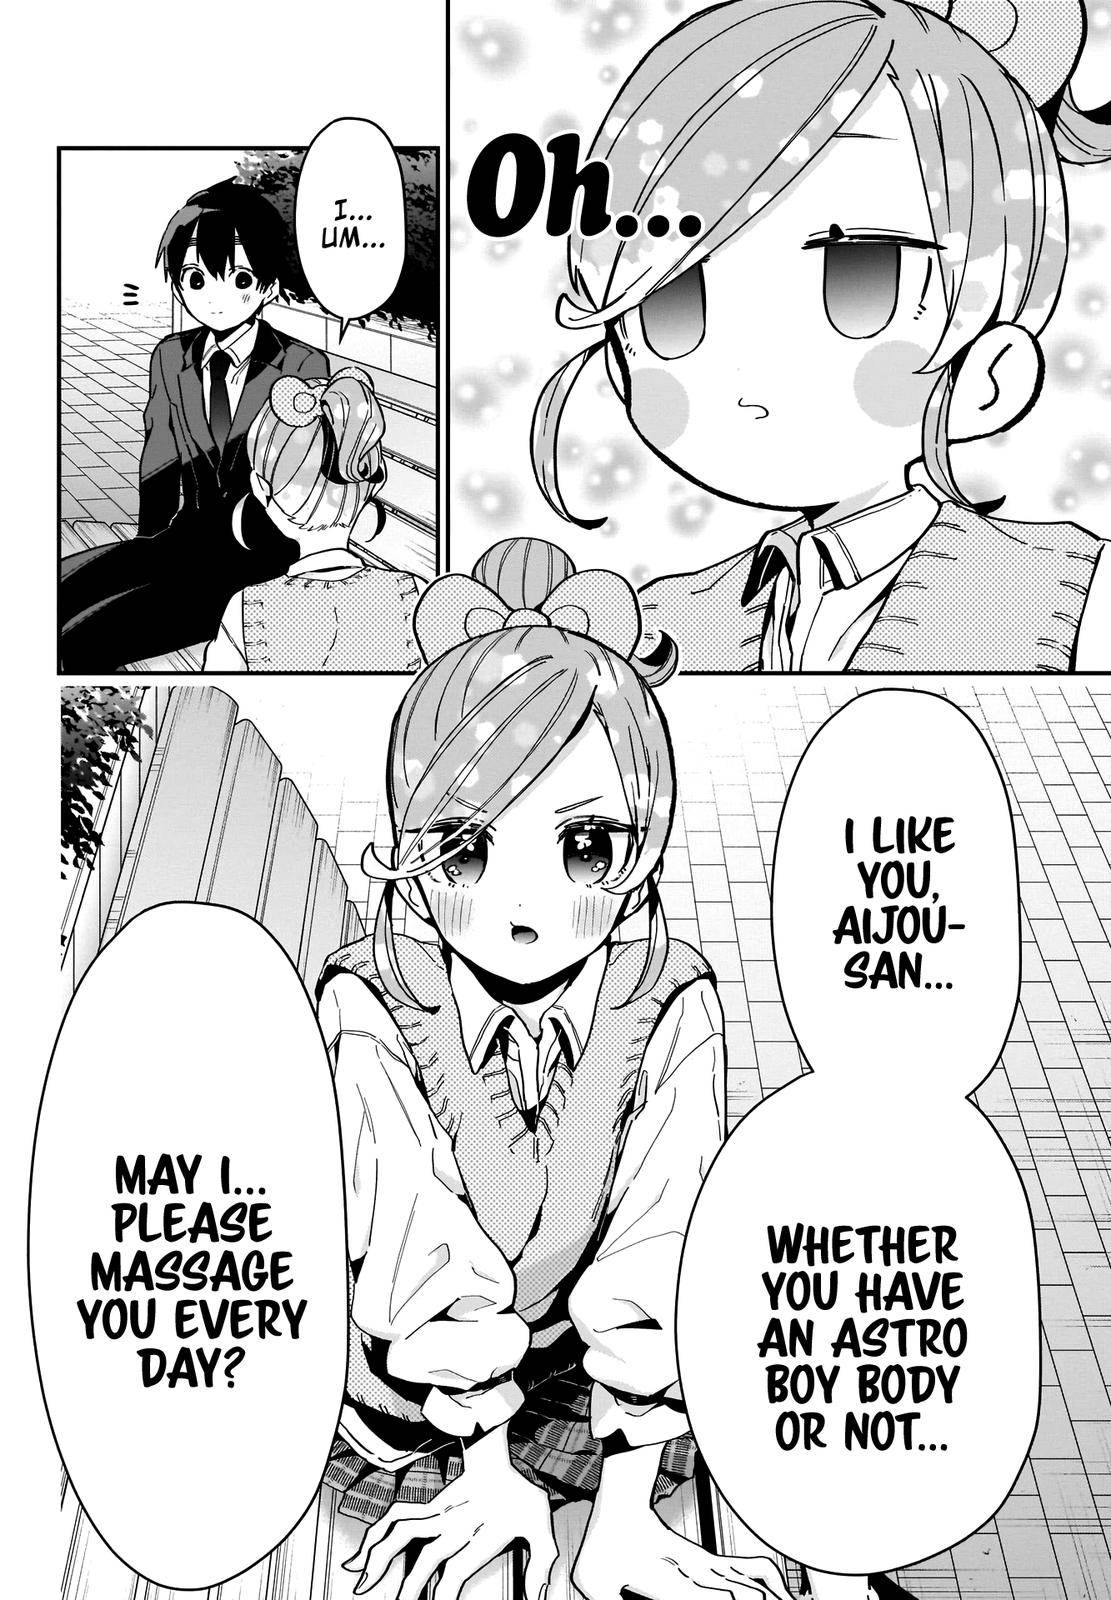 Oh...
I...
UM...
I LIKE
YOU,
AIJOU-
SAN...
WHETHER
YOU HAVE
AN ASTRO
BOY BODY
OR NOT...
MAY I...
PLEASE
MASSAGE
YOU EVERY
DAY?